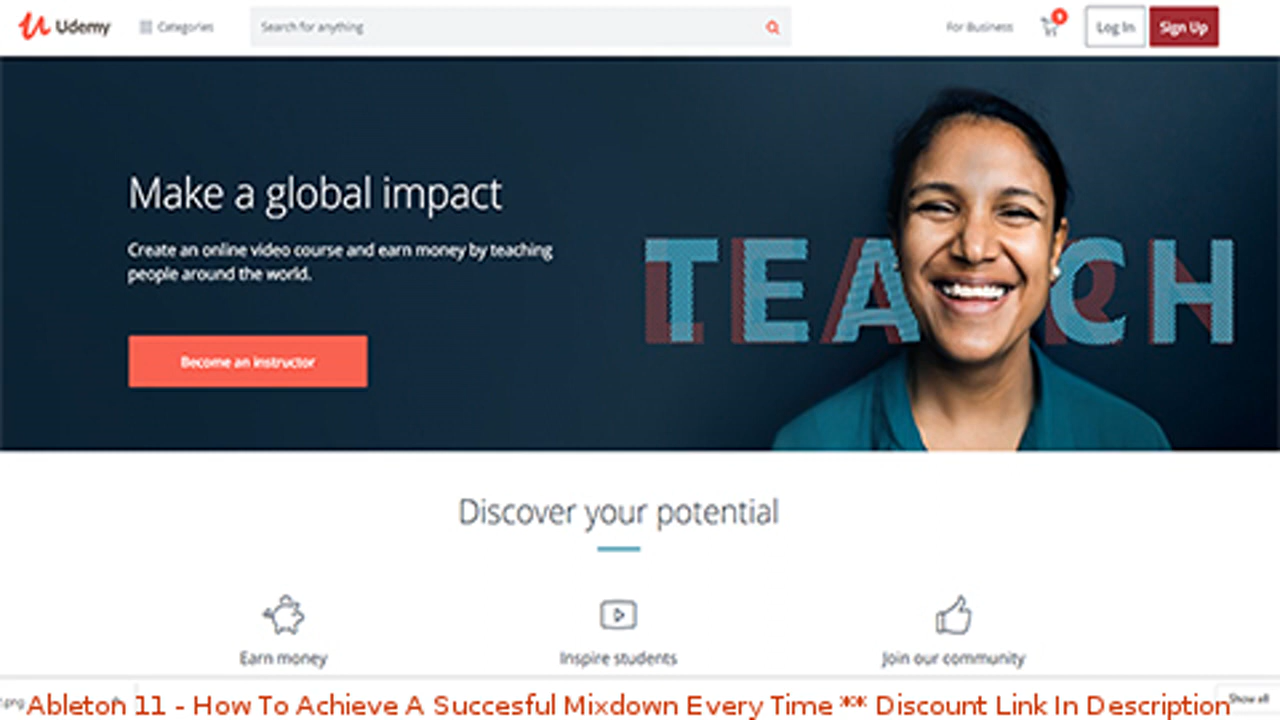 Udemy
Categories
Search for anything
For Business
Log In
Sign Up
Make a global impact
Create an online video course and earn money by teaching
people around the world.
Become an instructor
TEACH
Discover your potential
Earn money
Inspire students
Join our community
.png
Show all
Ableton 11 - How To Achieve A Succesful Mixdown Every Time ** Discount Link In Description